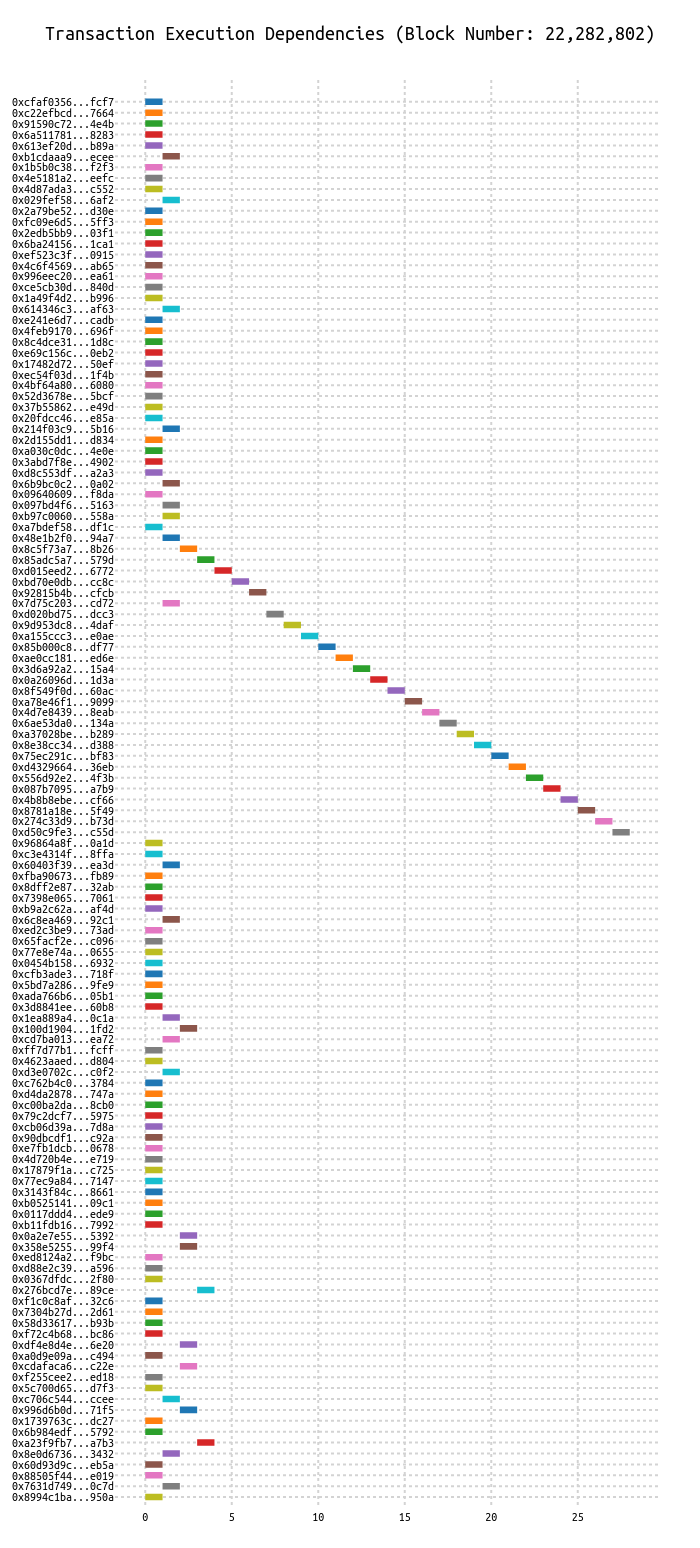 Transaction Execution Dependencies (Block Number: 22,282,802)
0xcfaf0356...fcf7
0xc22efbcd...7664
0x91590c72...4e4b
0x6a511781...8283
0x613ef20d...b89a
0xb1cdaaa9...ecee
0x1b5b0c38...f2f3
0x4e5181a2...eefc
0x4d87ada3...c552
0x029fef58...6af2
0x2a79be52...d30e
0xfc09e6d5...5ff3
0x2edb5bb9...03f1
0x6ba24156...1ca1
0xef523c3f...0915
0x4c6f4569...ab65
0x996eec20...ea61
0xce5cb30d...840d
0x1a49f4d2...b996
0x614346c3...af63
0xe241e6d7...cadb
0x4feb9170...696f
0x8c4dce31...1d8c
0xe69c156c...0eb2
0x17482d72...50ef
0xec54f03d...1f4b
0x4bf64a80...6080
0x52d3678e...5bcf
0x37b55862...e49d
0x20fdcc46...e85a
0x214f03c9...5b16
0x2d155dd1...d834
0xa030c0dc...4e0e
0x3abd7f8e...4902
0xd8c553df...a2a3
0x6b9bc0c2...0a02
0x09640609...f8da
0x097bd4f6...5163
0xb97c0060...558a
0xa7bdef58...df1c
0x48e1b2f0...94a7
0x8c5f73a7...8b26
0x85adc5a7...579d
0xd015eed2...6772
0xbd70e0db...cc8c
0x92815b4b...cfcb
0x7d75c203...cd72
0xd020bd75...dcc3
0x9d953dc8...4daf
0xa155ccc3...e0ae
0x85b000c8...df77
0xae0cc181...ed6e
0x3d6a92a2...15a4
0x0a26096d...1d3a
0x8f549f0d...60ac
0xa78e46f1...9099
0x4d7e8439...8eab
0x6ae53da0...134a
0xa37028be...b289
0x8e38cc34...d388
0x75ec291c...bf83
0xd4329664...36eb
0x556d92e2...4f3b
0x087b7095...a7b9
0x4b8b8ebe...cf66
0x8781a18e...5f49
0x274c33d9...b73d
0xd50c9fe3...c55d
0x96864a8f...0a1d
0xc3e4314f...8ffa
0x60403f39...ea3d
0xfba90673...fb89
0x8dff2e87...32ab
0x7398e065...7061
0xb9a2c62a...af4d
0x6c8ea469...92c1
0xed2c3be9...73ad
0x65facf2e...c096
0x77e8e74a...0655
0x0454b158...6932
0xcfb3ade3...718f
0x5bd7a286...9fe9
0xada766b6...05b1
0x3d8841ee...60b8
0x1ea889a4...0c1a
0x100d1904...1fd2
0xcd7ba013...ea72
0xff7d77b1...fcff
0x4623aaed...d804
0xd3e0702c...c0f2
0xc762b4c0...3784
0xd4da2878...747a
0xc00ba2da...8cb0
0x79c2dcf7...5975
0xcb06d39a...7d8a
0x90dbcdf1...c92a
0xe7fb1dcb...0678
0x4d720b4e...e719
0x17879f1a...c725
0x77ec9a84...7147
0x3143f84c...8661
0xb0525141...09c1
0x0117ddd4...ede9
0xb11fdb16...7992
0x0a2e7e55...5392
0x358e5255...99f4
0xed8124a2...f9bc
0xd88e2c39...a596
0x0367dfdc...2f80
0x276bcd7e...89ce
0xf1c0c8af...32c6
0x7304b27d...2d61
0x58d33617...b93b
0xf72c4b68...bc86
0xdf4e8d4e...6e20
0xa0d9e09a...c494
0xcdafaca6...c22e
0xf255cee2...ed18
0x5c700d65...d7f3
0xc706c544...ccee
0x996d6b0d...71f5
0x1739763c...dc27
0x6b984edf...5792
0xa23f9fb7...a7b3
0x8e0d6736...3432
0x60d93d9c...eb5a
0x88505f44...e019
0x7631d749...0c7d
0x8994c1ba...950a
0 5 10 15 20 25